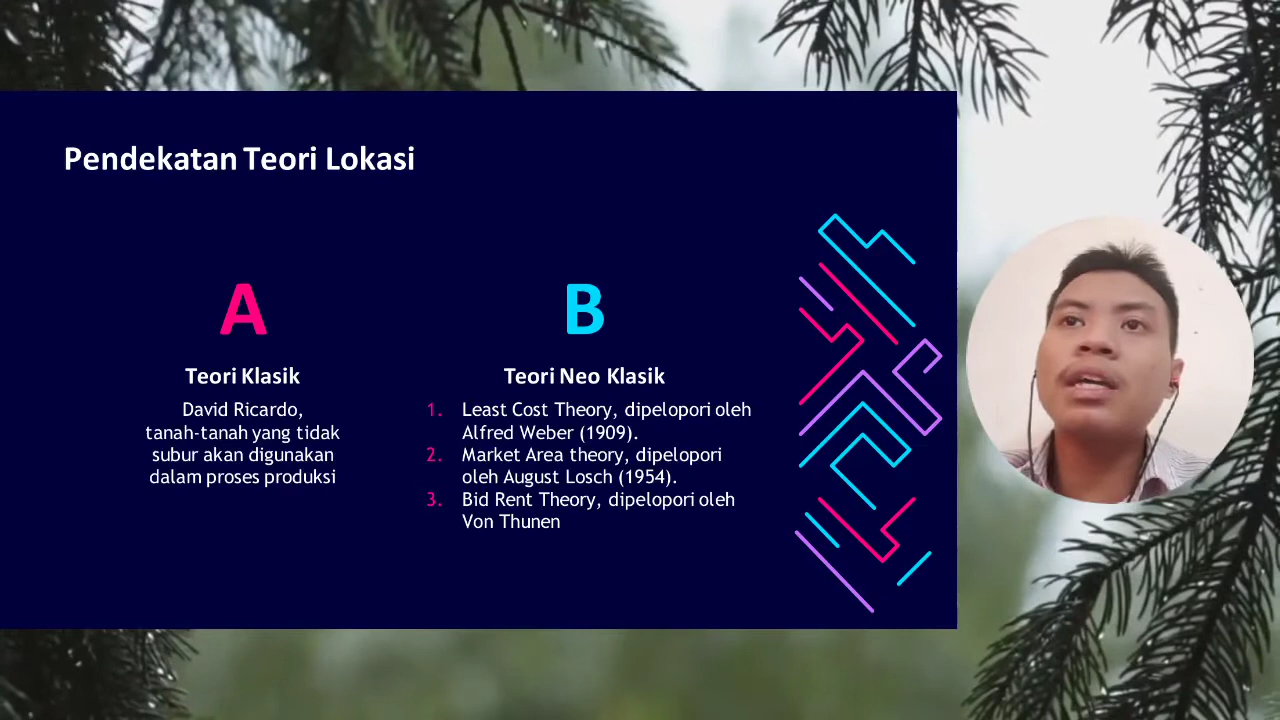 Pendekatan Teori Lokasi
A
Teori Klasik
David Ricardo,
tanah-tanah yang tidak
subur akan digunakan
dalam proses produksi
B
Teori Neo Klasik
1. Least Cost Theory, dipelopori oleh
Alfred Weber (1909).
2. Market Area theory, dipelopori
oleh August Losch (1954).
3. Bid Rent Theory, dipelopori oleh
Von Thunen